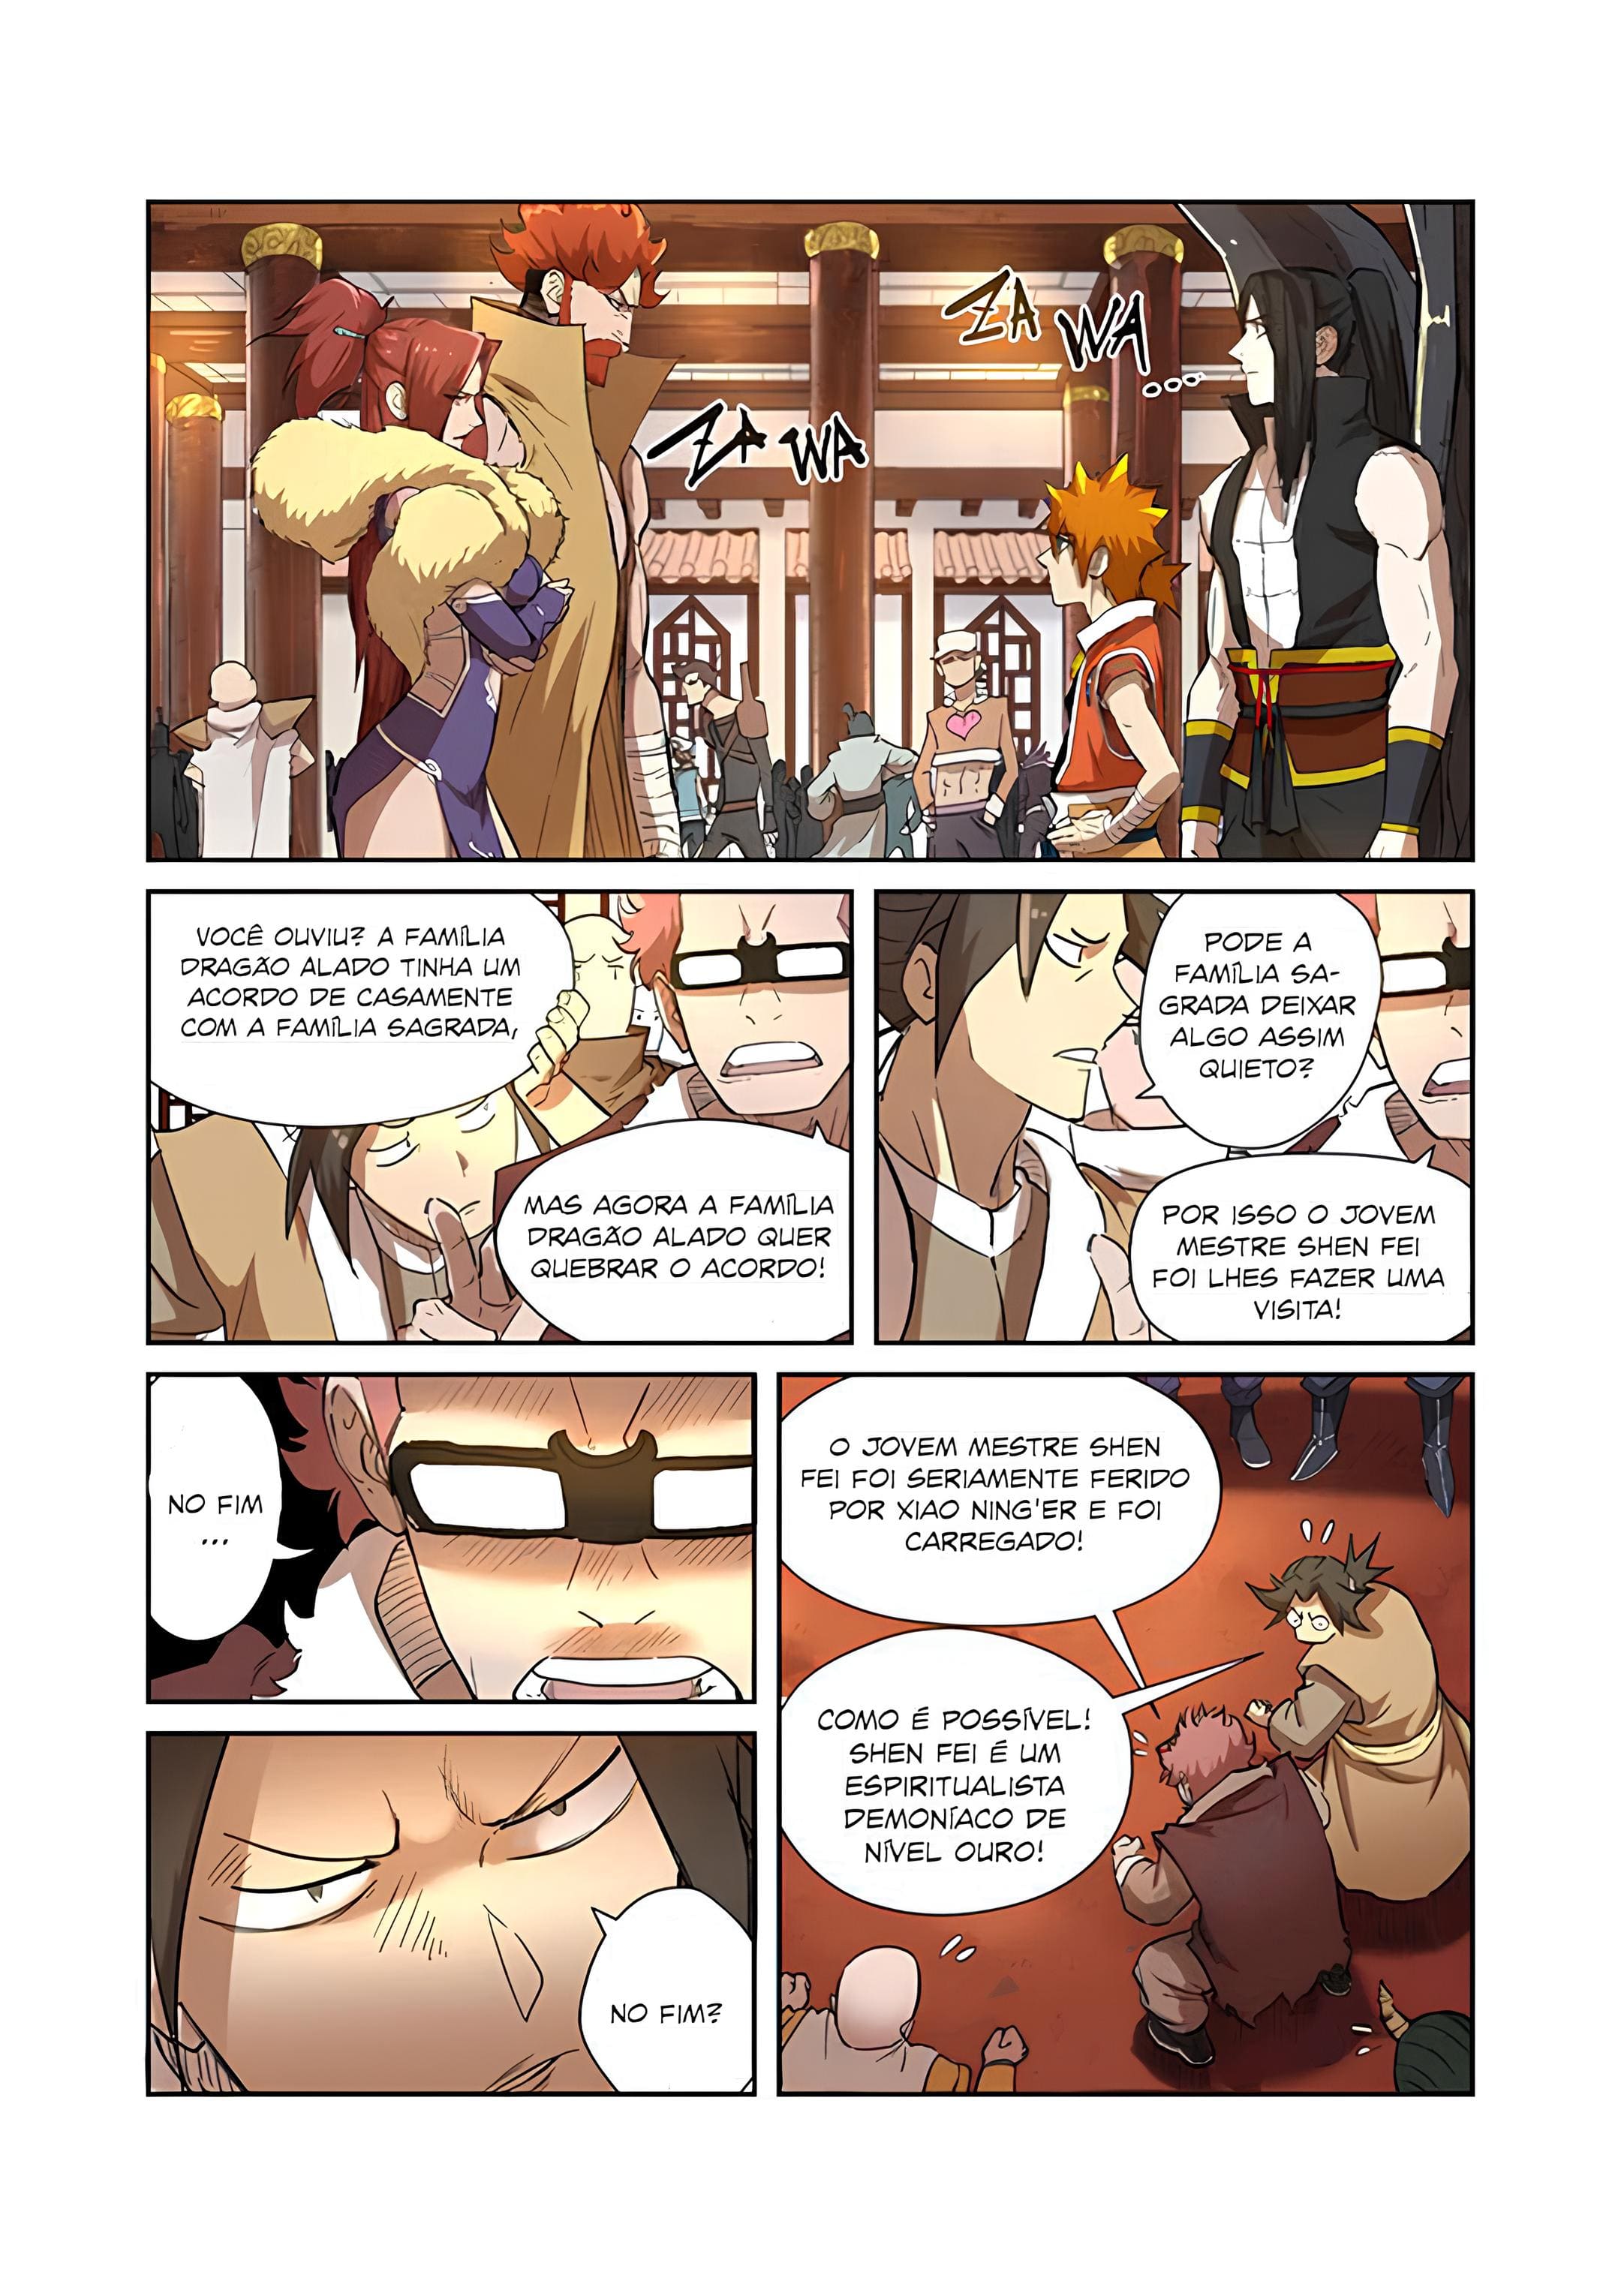 ZA WA...
ZA WA
VOCÊ OUVIU? A FAMÍLIA
DRAGÃO ALADO TINHA UM
ACORDO DE CASAMENTE
COM A FAMÍLIA SAGRADA,
MAS AGORA A FAMÍLIA
DRAGÃO ALADO QUER
QUEBRAR O ACORDO!
PODE A
FAMÍLIA SA-
GRADA DEIXAR
ALGO ASSIM
QUIETO?
POR ISSO O JOVEM
MESTRE SHEN FEI
FOI LHES FAZER UMA
VISITA!
NO FIM
...
NO FIM?
O JOVEM MESTRE SHEN
FEI FOI SERIAMENTE FERIDO
POR XIAO NING'ER E FOI
CARREGADO!
COMO É POSSÍVEL!
SHEN FEI É UM
ESPIRITUALISTA
DEMONÍACO DE
NÍVEL OURO!